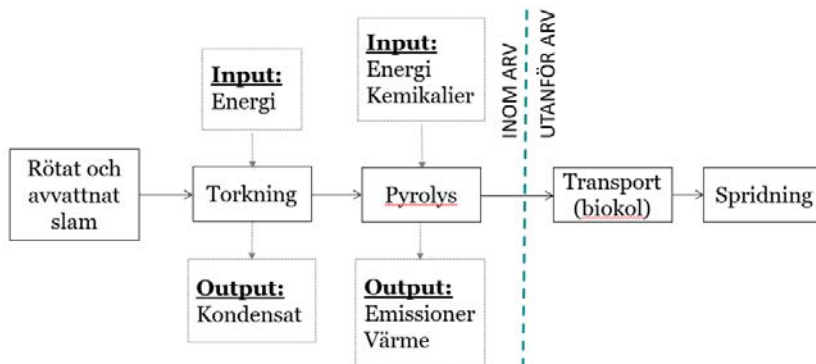 Input:
Energi
Input:
Energi
Kemikalier
INOM ARV
UTANFÖR ARV
Rötat och
avvattnat
slam
Torkning
Pyrolys
Transport
(biokol)
Spridning
Output:
Kondensat
Output:
Emissioner
Värme